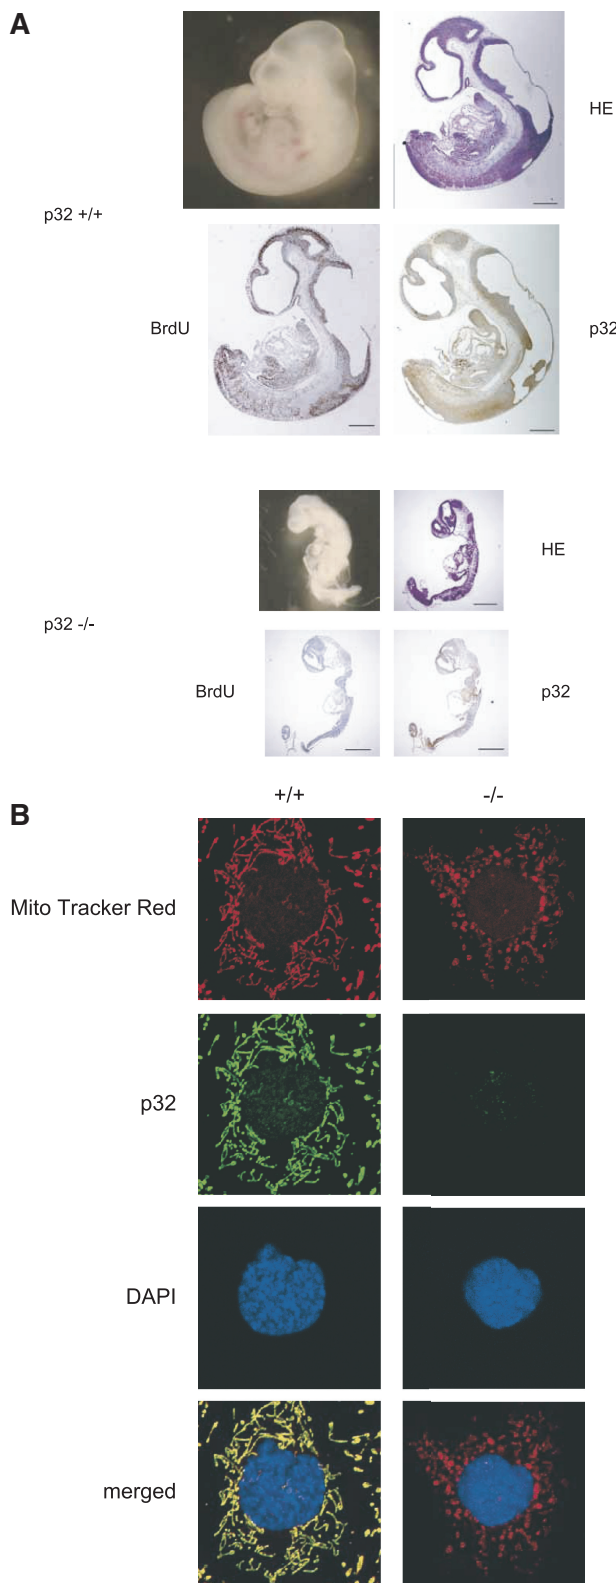 A
HE
p32 +/+
BrdU
p32
HE
p32 -/-
BrdU
p32
+/+
-/-
B
Mito Tracker Red
p32
DAPI
merged